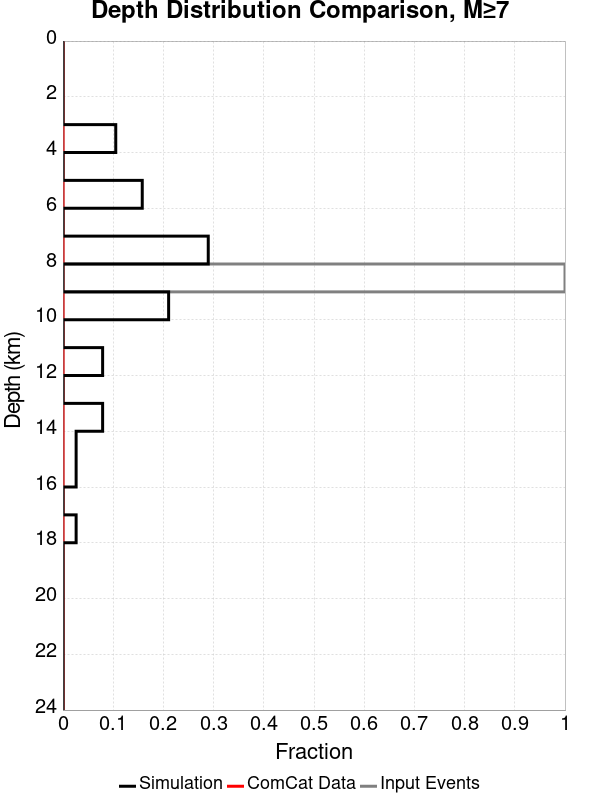 Depth Distribution Comparison, M≥7
0
2
4
6
8
10
12
14
16
18
20
22
24
Depth (km)
0 0.1 0.2 0.3 0.4 0.5 0.6 0.7 0.8 0.9 1
Fraction
Simulation ComCat Data Input Events